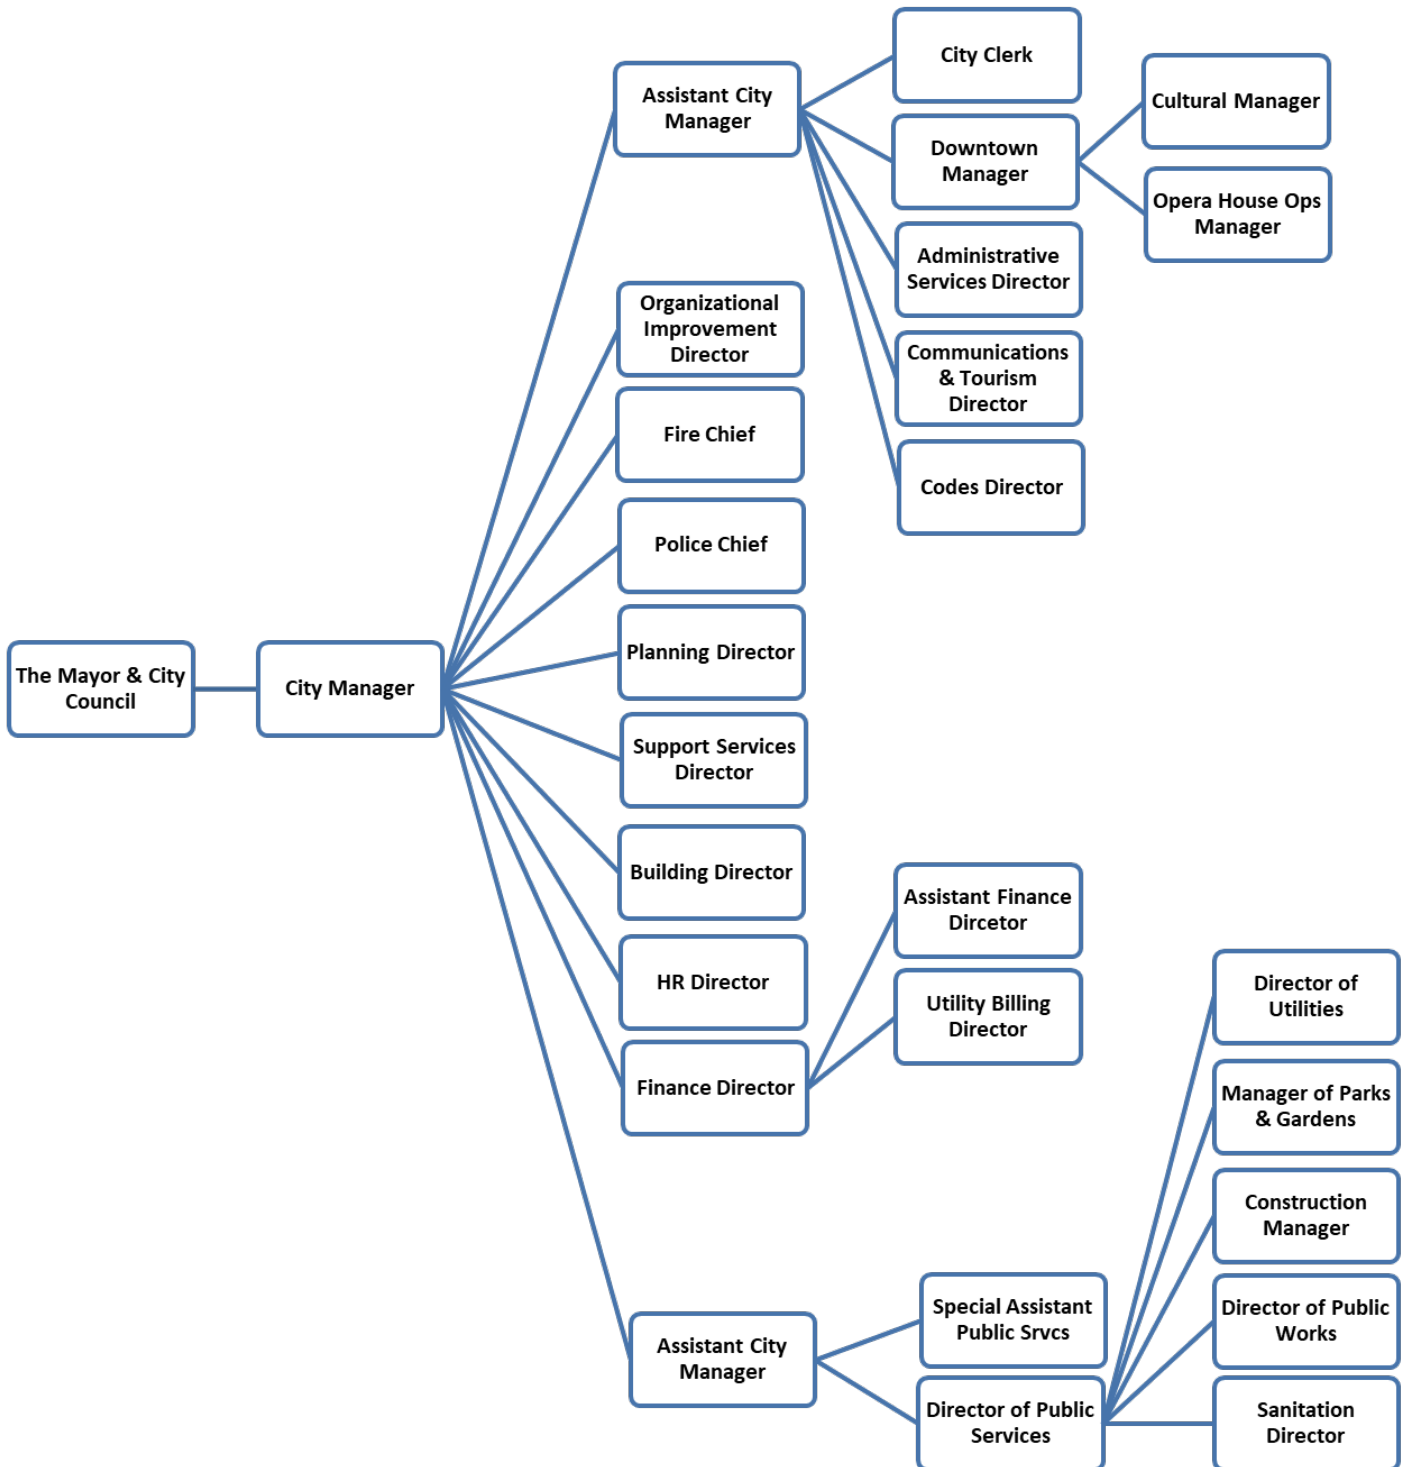 The Mayor & City
Council
City Manager
Assistant City
Manager
City Clerk
Downtown
Manager
Cultural Manager
Opera House Ops
Manager
Administrative
Services Director
Communications
& Tourism
Director
Codes Director
Organizational
Improvement
Director
Fire Chief
Police Chief
Planning Director
Support Services
Director
Building Director
HR Director
Finance Director
Assistant Finance
Dircetor
Utility Billing
Director
Assistant City
Manager
Special Assistant
Public Srvcs
Director of Public
Services
Director of
Utilities
Manager of Parks
& Gardens
Construction
Manager
Director of Public
Works
Sanitation
Director